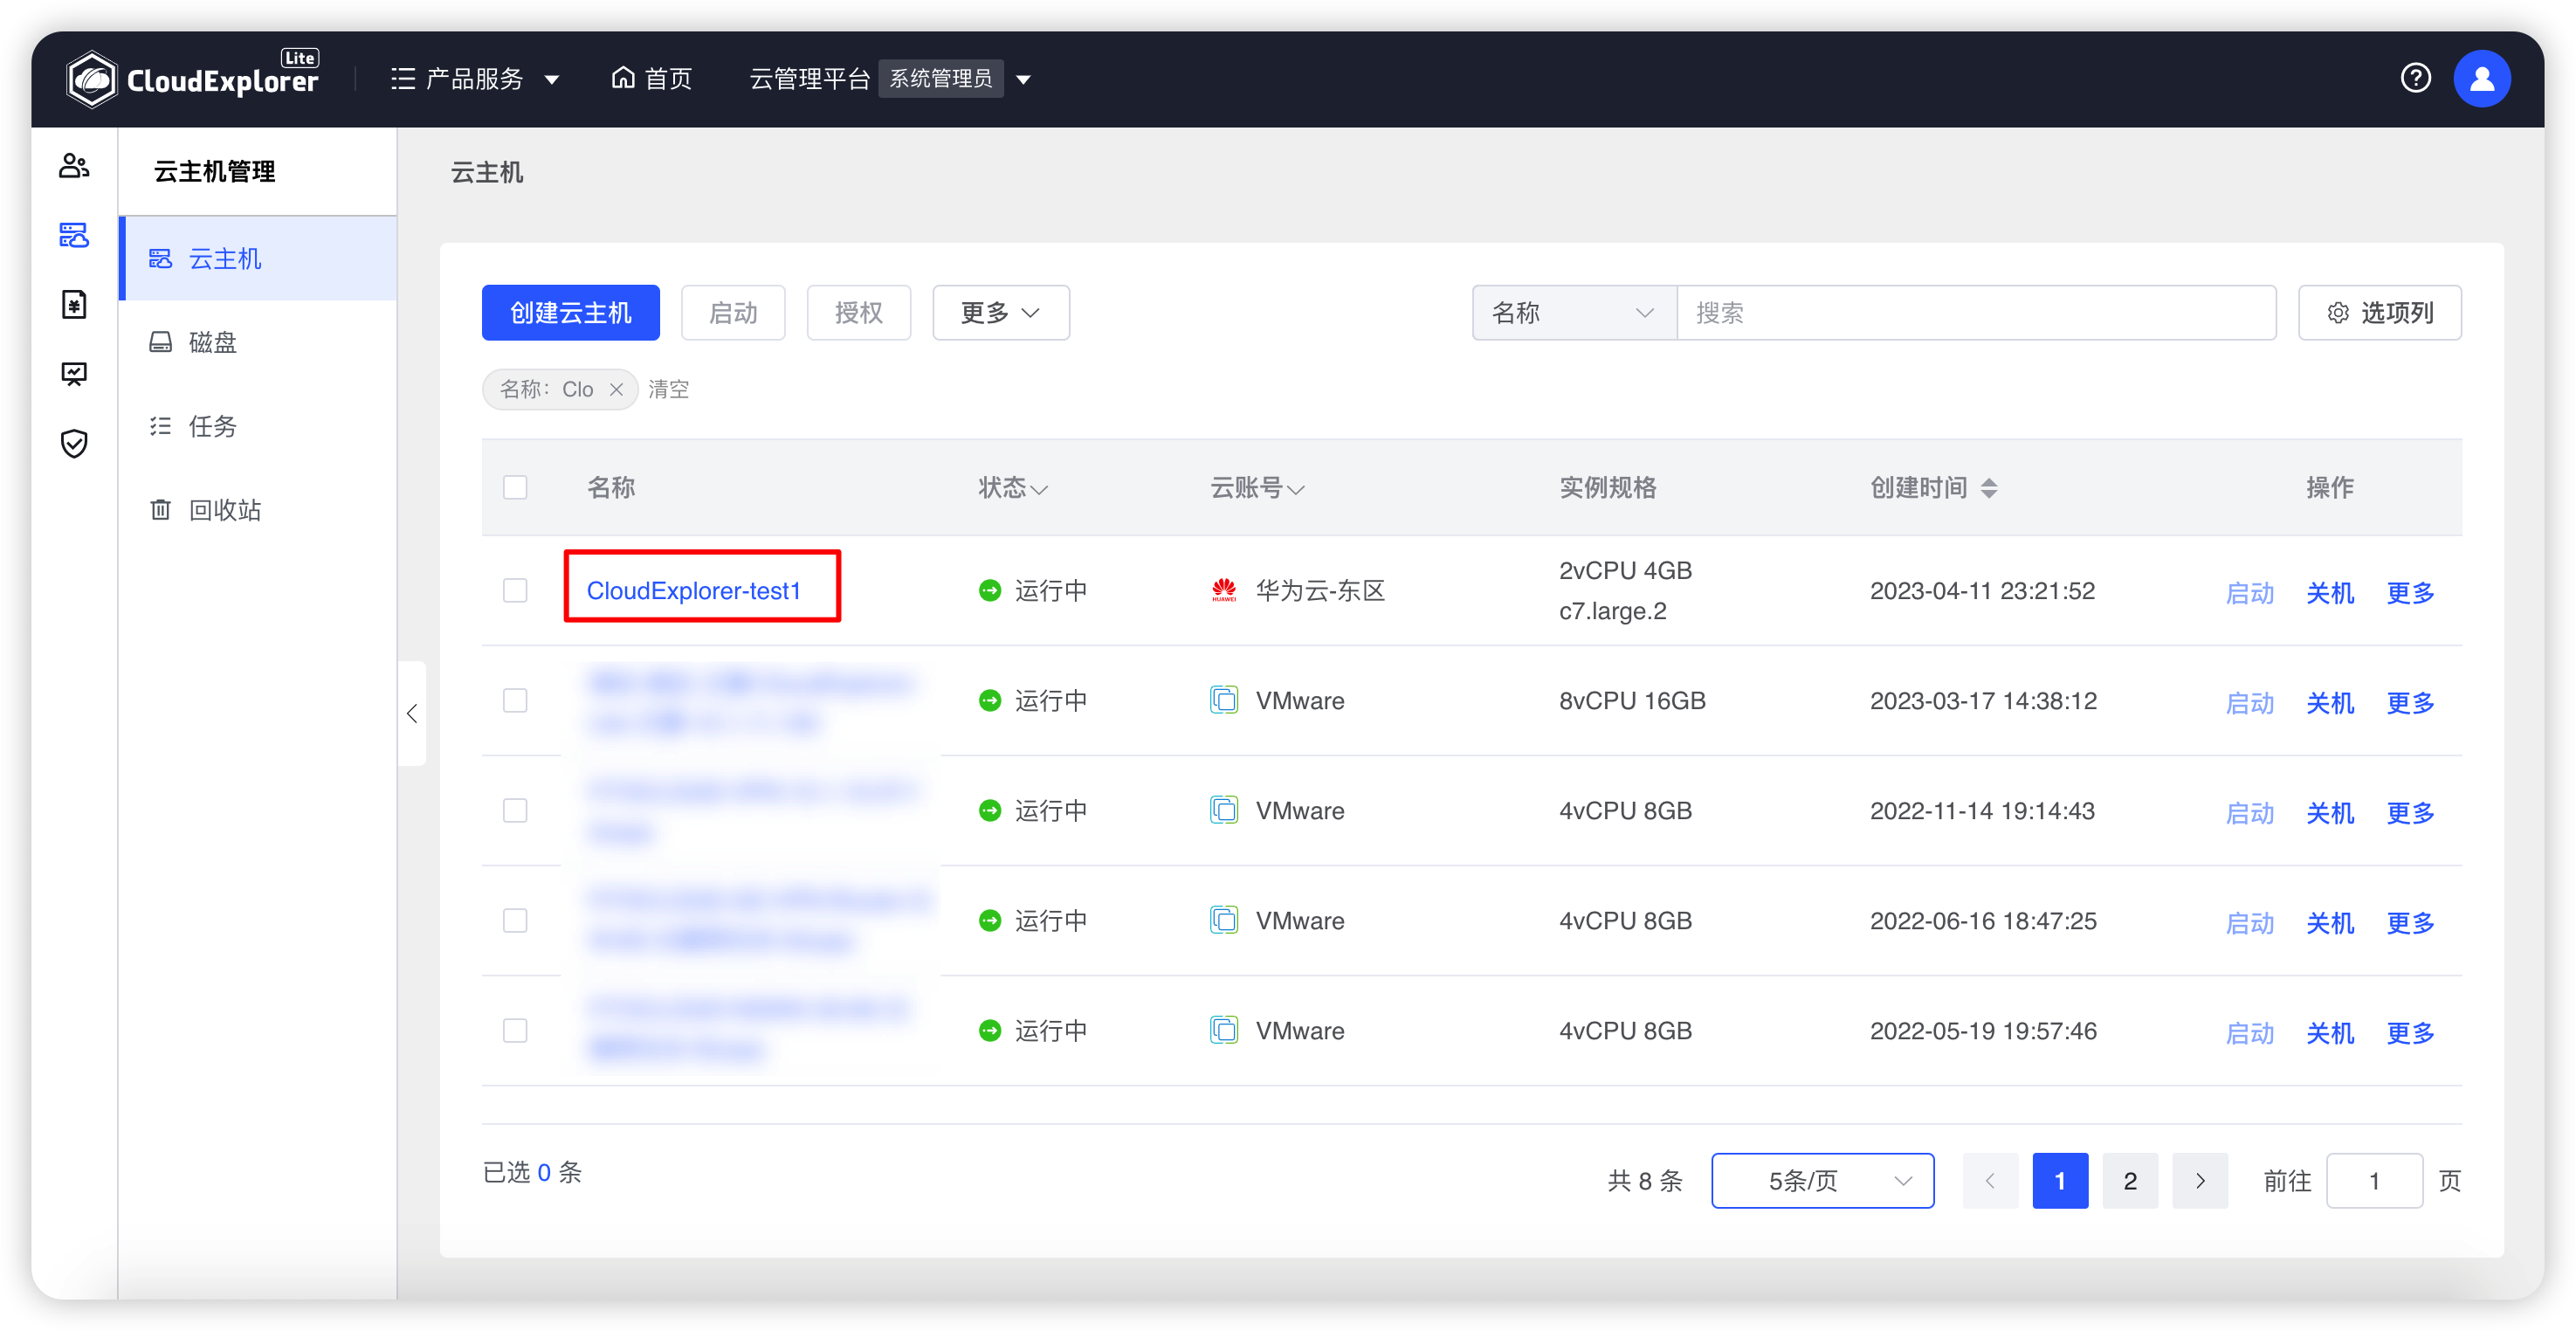 CloudExplorer Lite
产品服务
首页
云管理平台 系统管理员
云主机管理
云主机
磁盘
任务
回收站
云主机
创建云主机 启动 授权 更多
名称 搜索 选项列
名称：Clo 清空
名称 状态 云账号 实例规格 创建时间 操作
CloudExplorer-test1 运行中 HUAWEI 华为云-东区 2vCPU 4GB 2023-04-11 23:21:52 启动 关机 更多
c7.large.2
运行中 VMware 8vCPU 16GB 2023-03-17 14:38:12 启动 关机 更多
运行中 VMware 4vCPU 8GB 2022-11-14 19:14:43 启动 关机 更多
运行中 VMware 4vCPU 8GB 2022-06-16 18:47:25 启动 关机 更多
运行中 VMware 4vCPU 8GB 2022-05-19 19:57:46 启动 关机 更多
已选 0 条
共 8 条 5条/页 1 2 前往 1 页